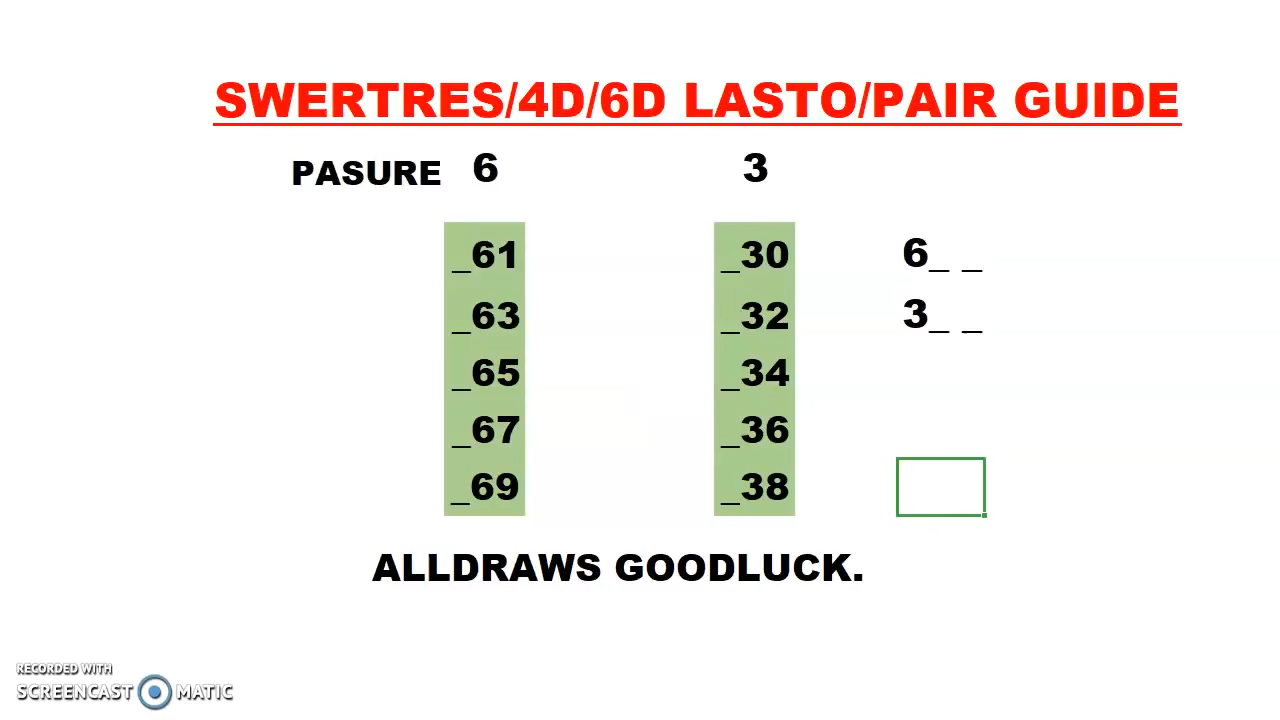 SWERTRES/4D/6D LASTO/PAIR GUIDE
PASURE 6 3
_61 _30 6_ _
_63 _32 3_ _
_65 _34
_67 _36
_69 _38
ALLDRAWS GOODLUCK.
RECORDED WITH
SCREENCAST MATIC